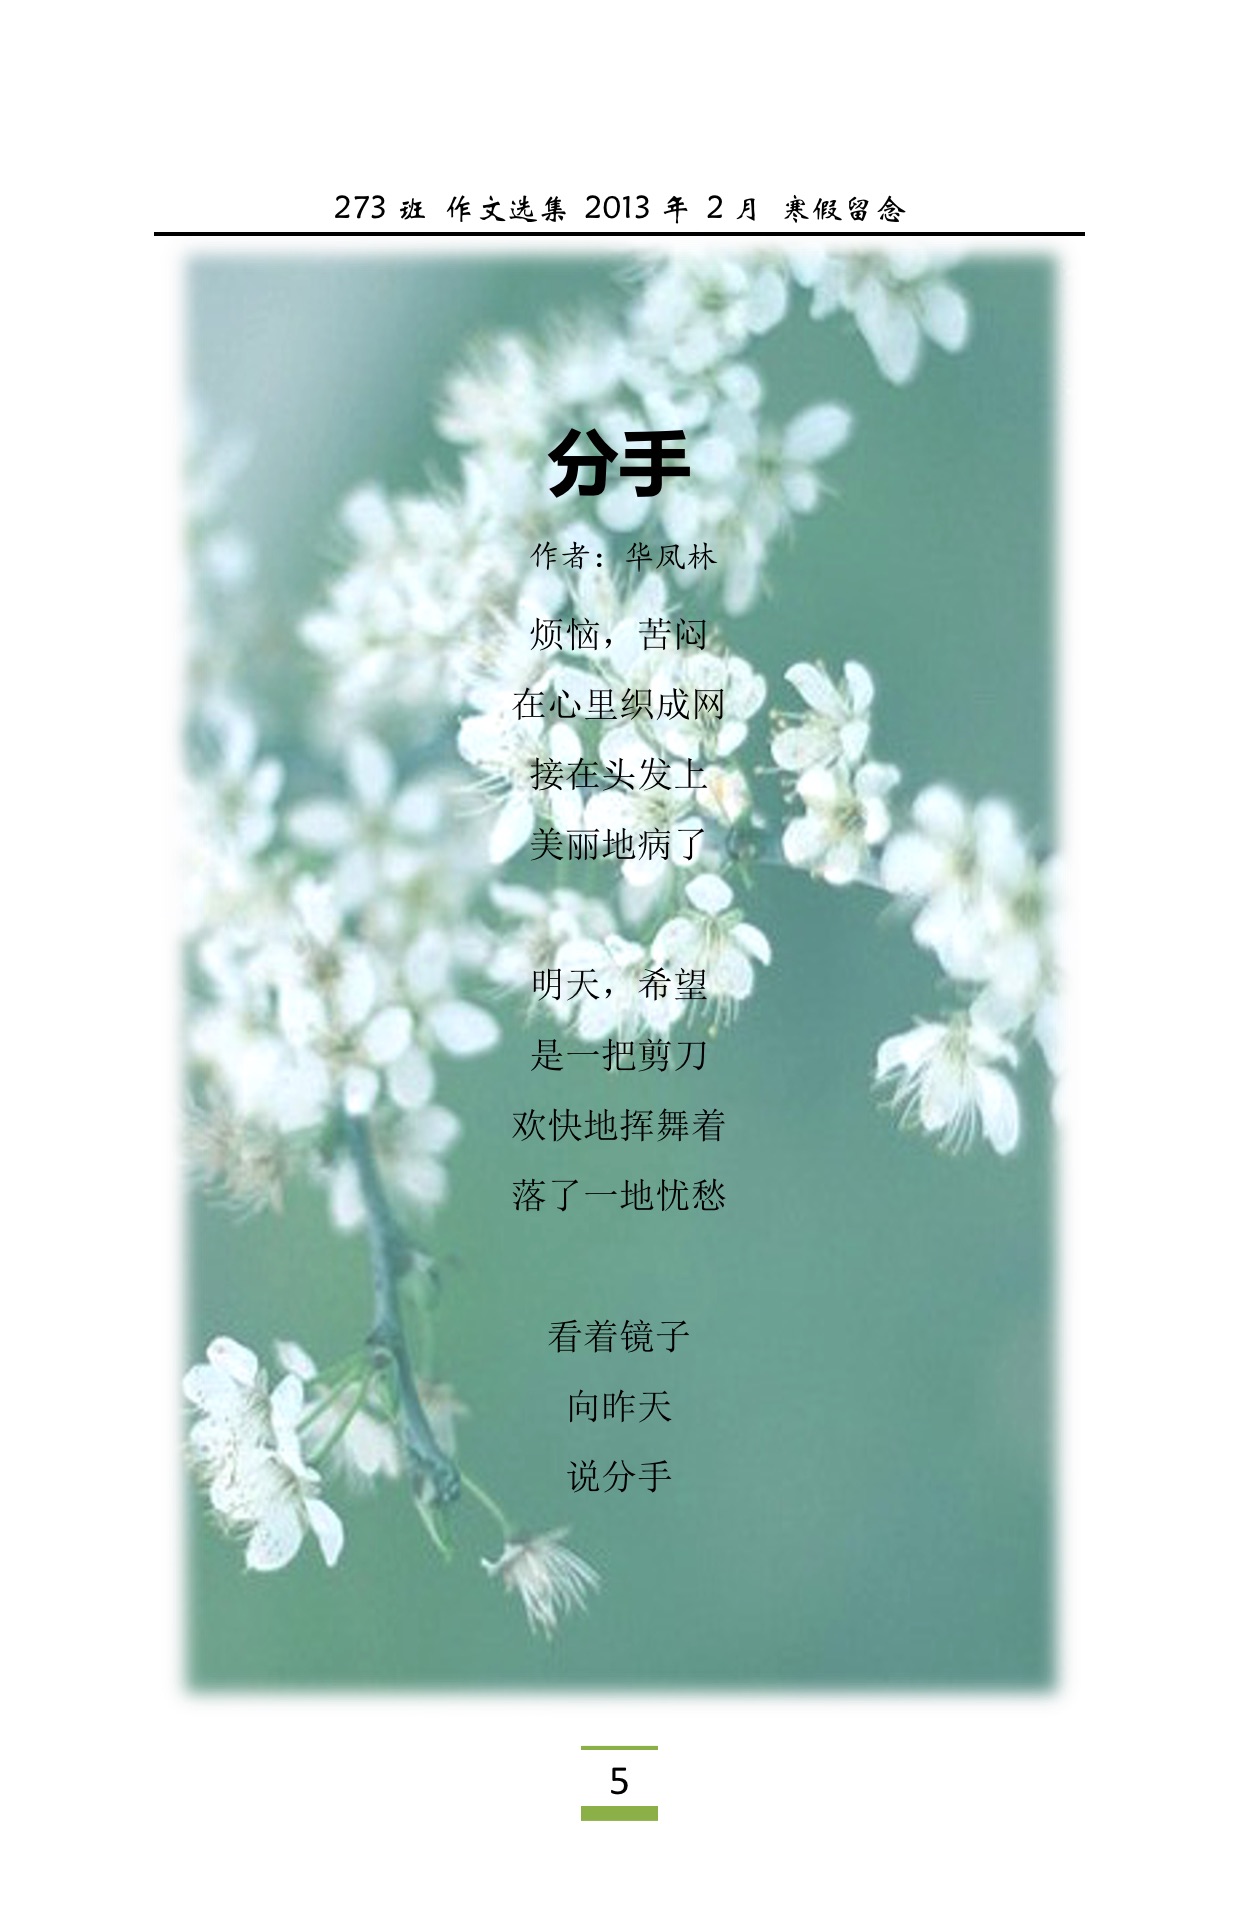 273 班 作文选集 2013 年 2 月 寒假留念
分手
作者：华凤林
烦恼，苦闷
在心里织成网
接在头发上
美丽地病了
明天，希望
是一把剪刀
欢快地挥舞着
落了一地忧愁
看着镜子
向昨天
说分手
5